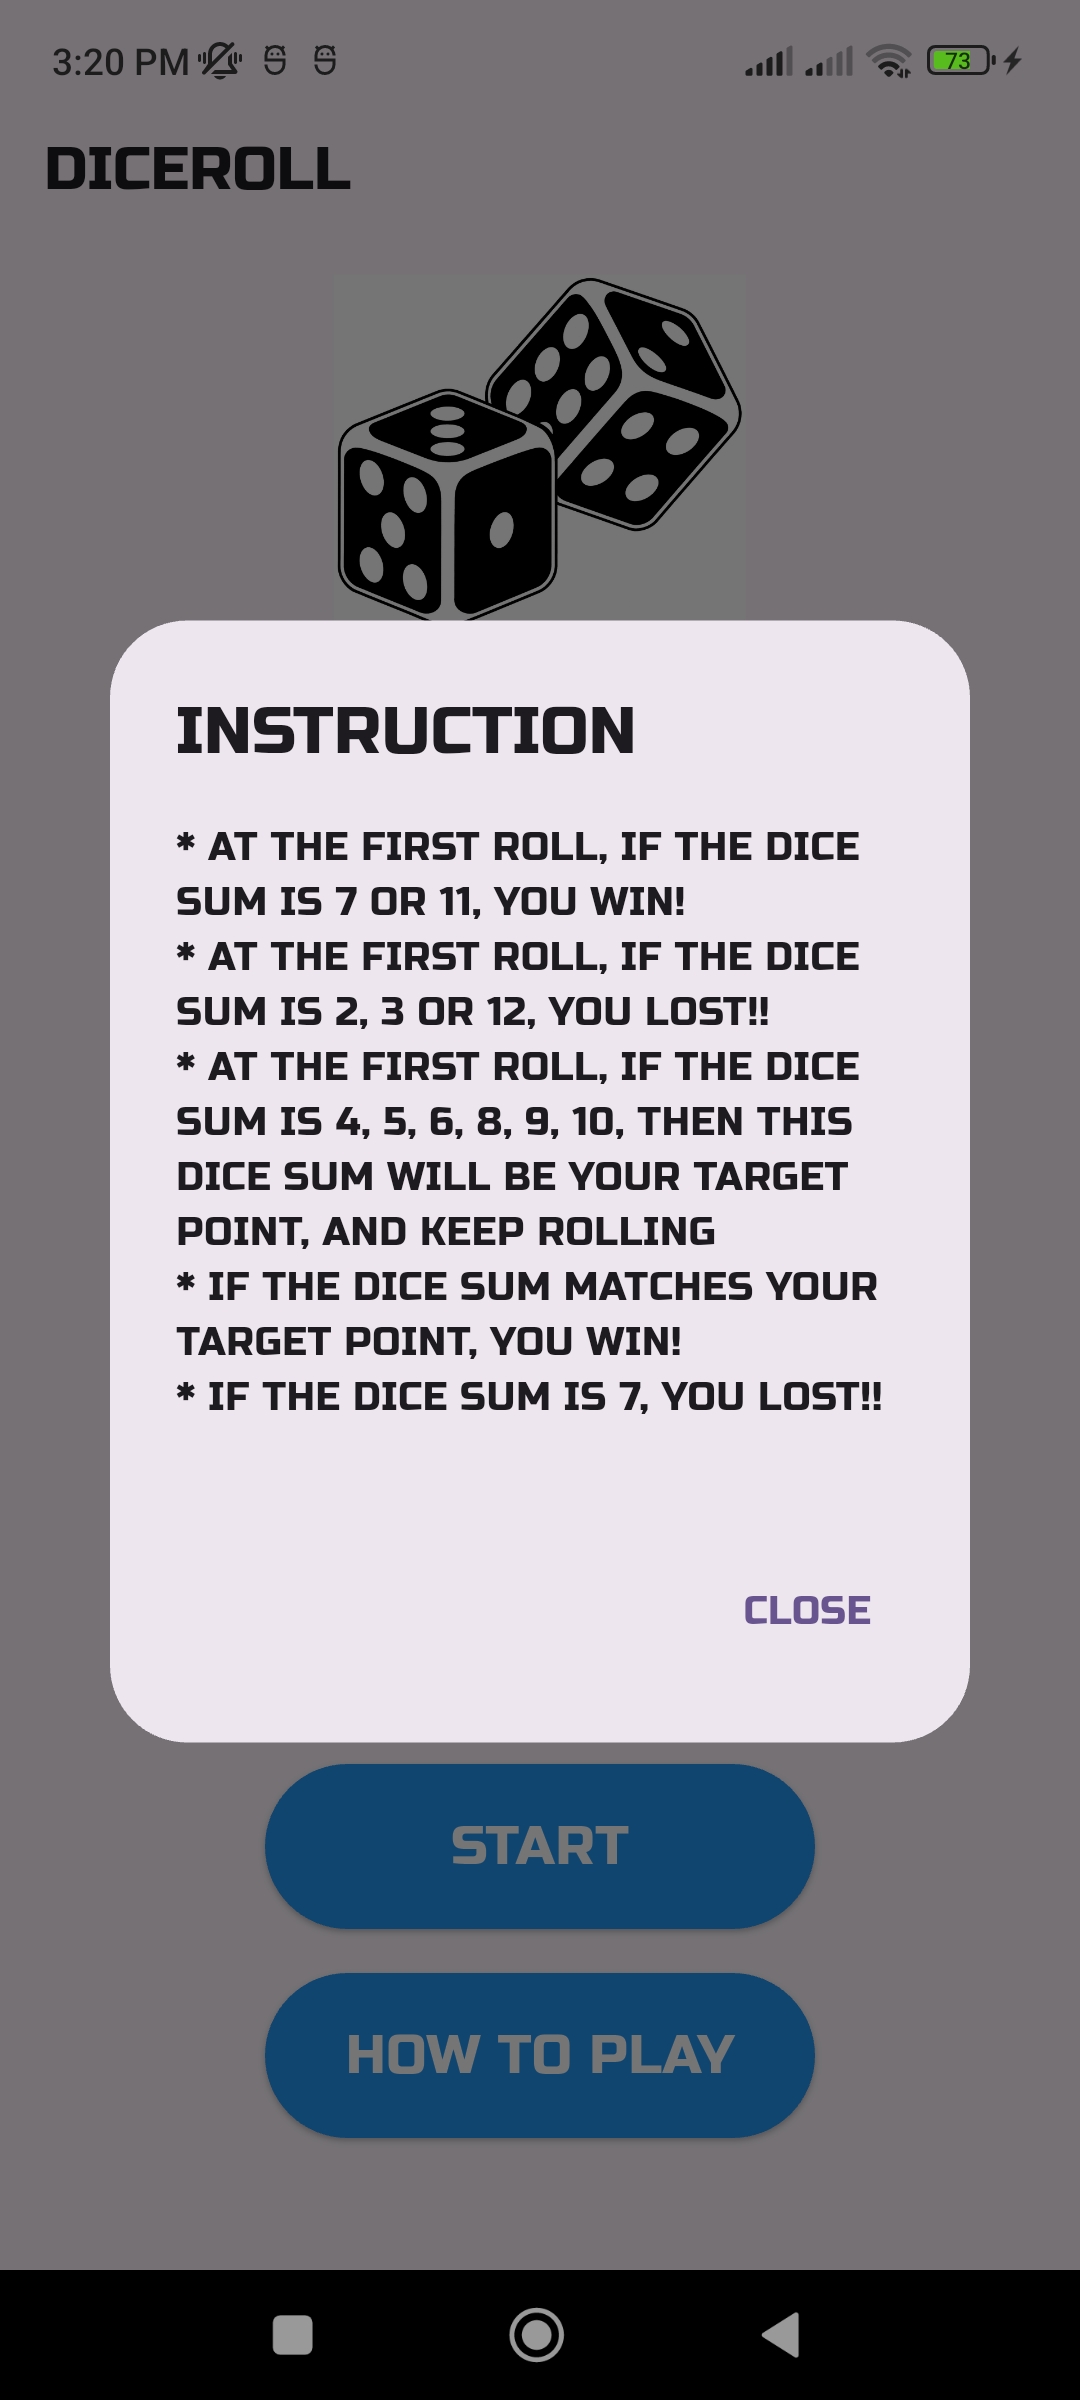 3:20 PM
73
DICEROLL
INSTRUCTION
* AT THE FIRST ROLL, IF THE DICE
SUM IS 7 OR 11, YOU WIN!
* AT THE FIRST ROLL, IF THE DICE
SUM IS 2, 3 OR 12, YOU LOST!!
* AT THE FIRST ROLL, IF THE DICE
SUM IS 4, 5, 6, 8, 9, 10, THEN THIS
DICE SUM WILL BE YOUR TARGET
POINT, AND KEEP ROLLING
* IF THE DICE SUM MATCHES YOUR
TARGET POINT, YOU WIN!
* IF THE DICE SUM IS 7, YOU LOST!!
CLOSE
START
HOW TO PLAY